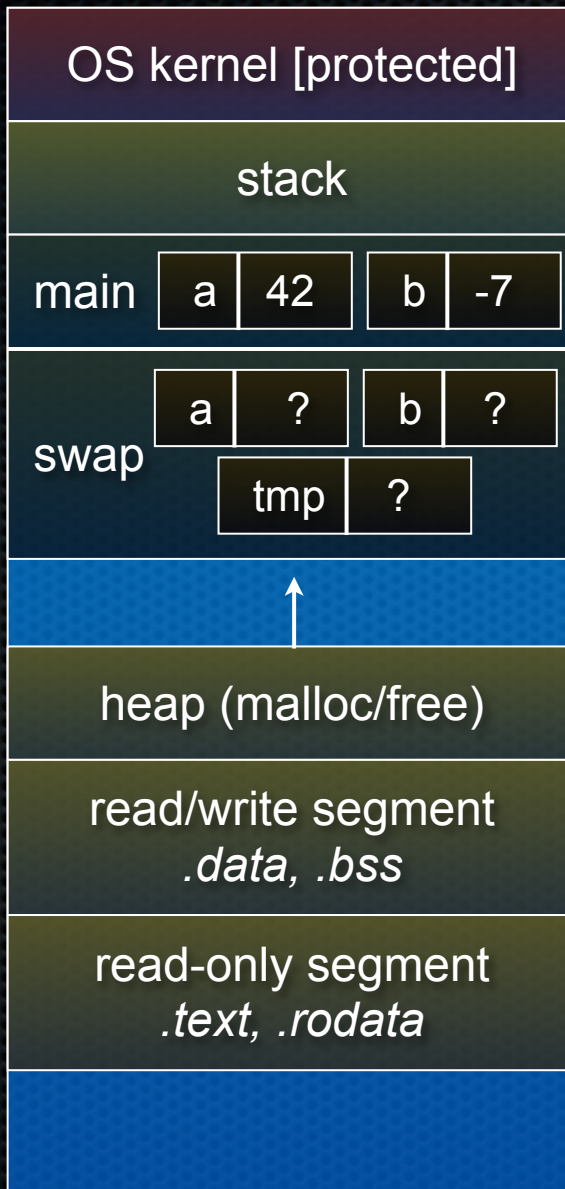 OS kernel [protected]
stack
main a 42 b -7
a ? b ?
swap
tmp ?
heap (malloc/free)
read/write segment
.data, .bss
read-only segment
.text, .rodata